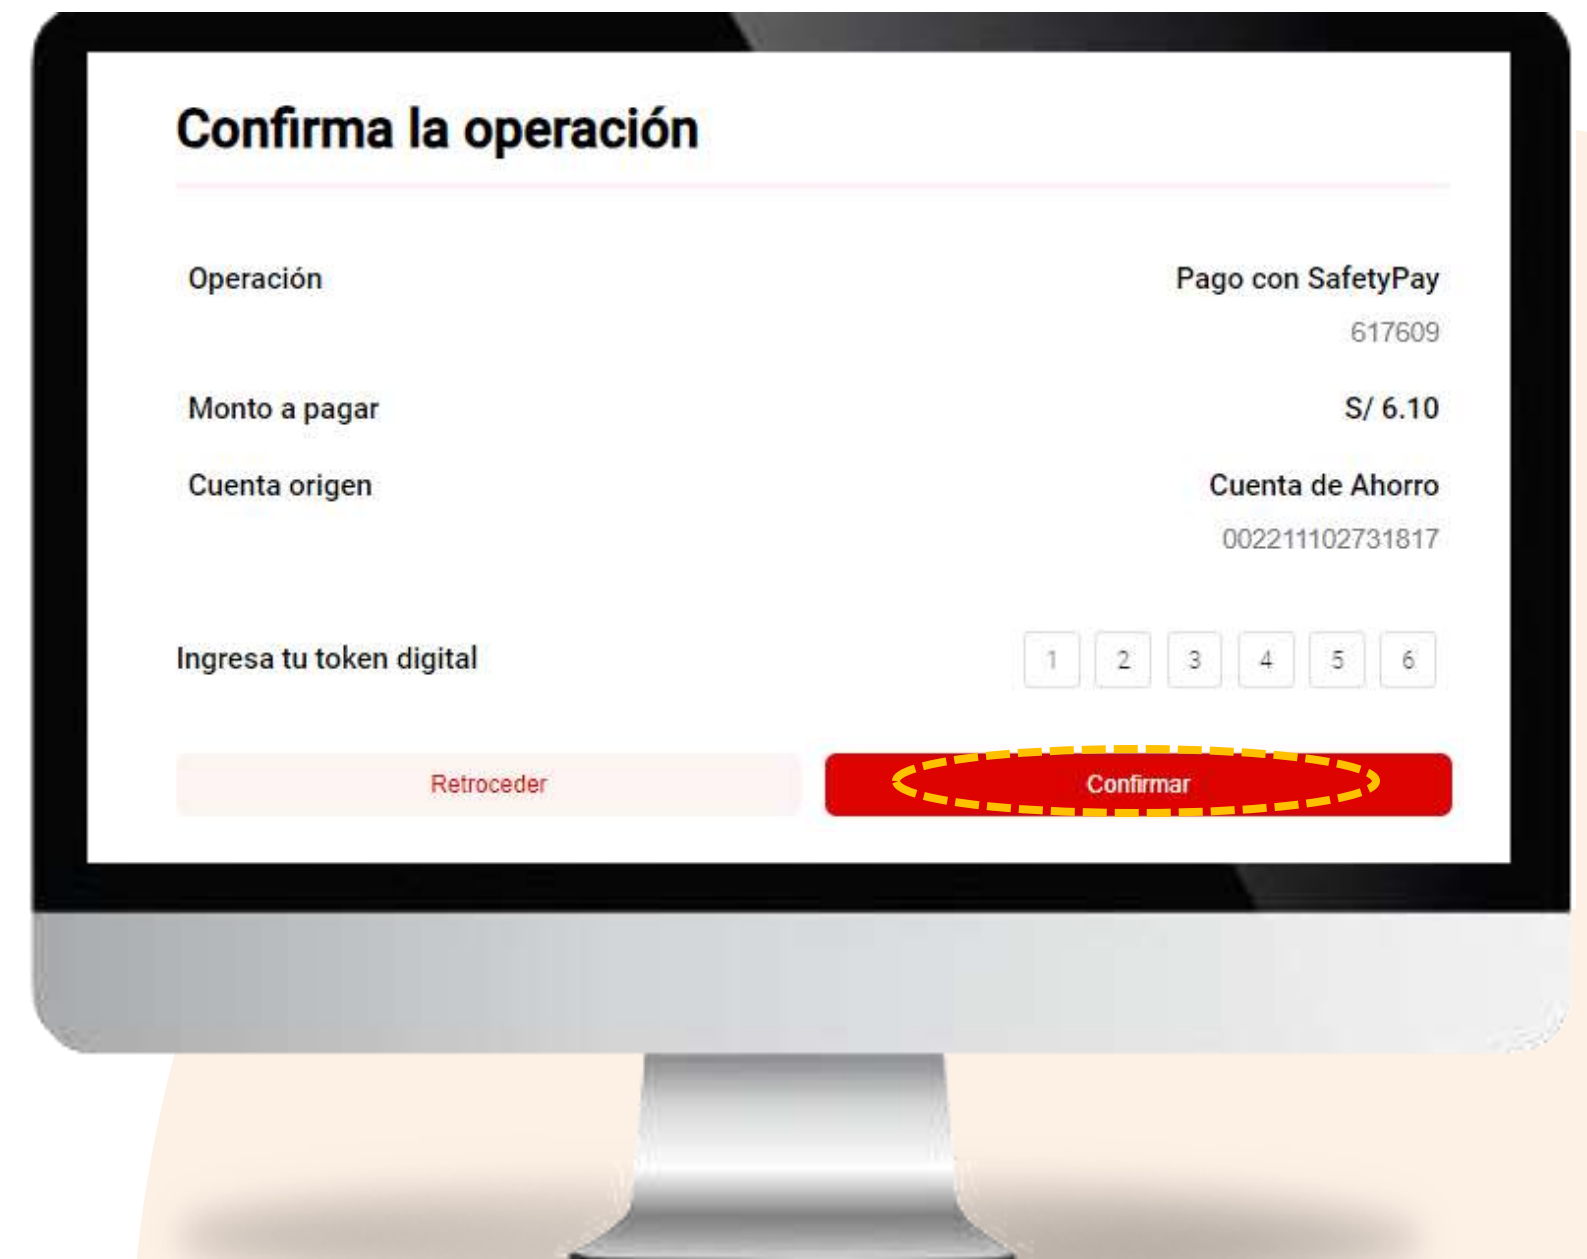 Confirma la operación
Operación Pago con SafetyPay
617609
Monto a pagar S/ 6.10
Cuenta origen Cuenta de Ahorro
002211102731817
Ingresa tu token digital 1 2 3 4 5 6
Retroceder Confirmar